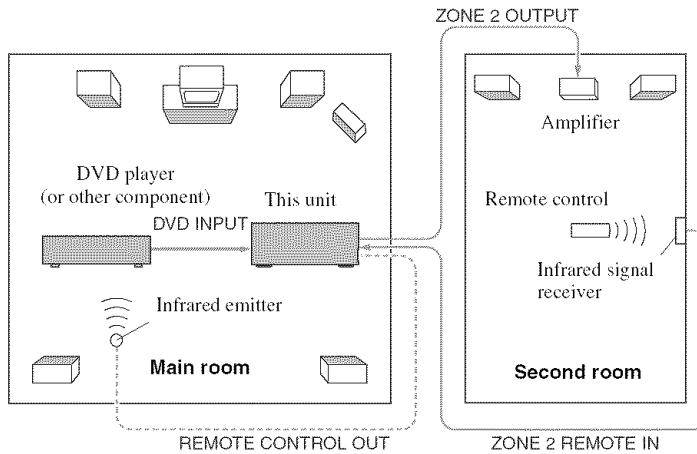 ZONE 2 OUTPUT
Amplifier
DVD player
(or other component)
This unit
Remote control
DVD INPUT
Infrared signal
receiver
Infrared emitter
Main room
Second room
REMOTE CONTROL OUT
ZONE 2 REMOTE IN